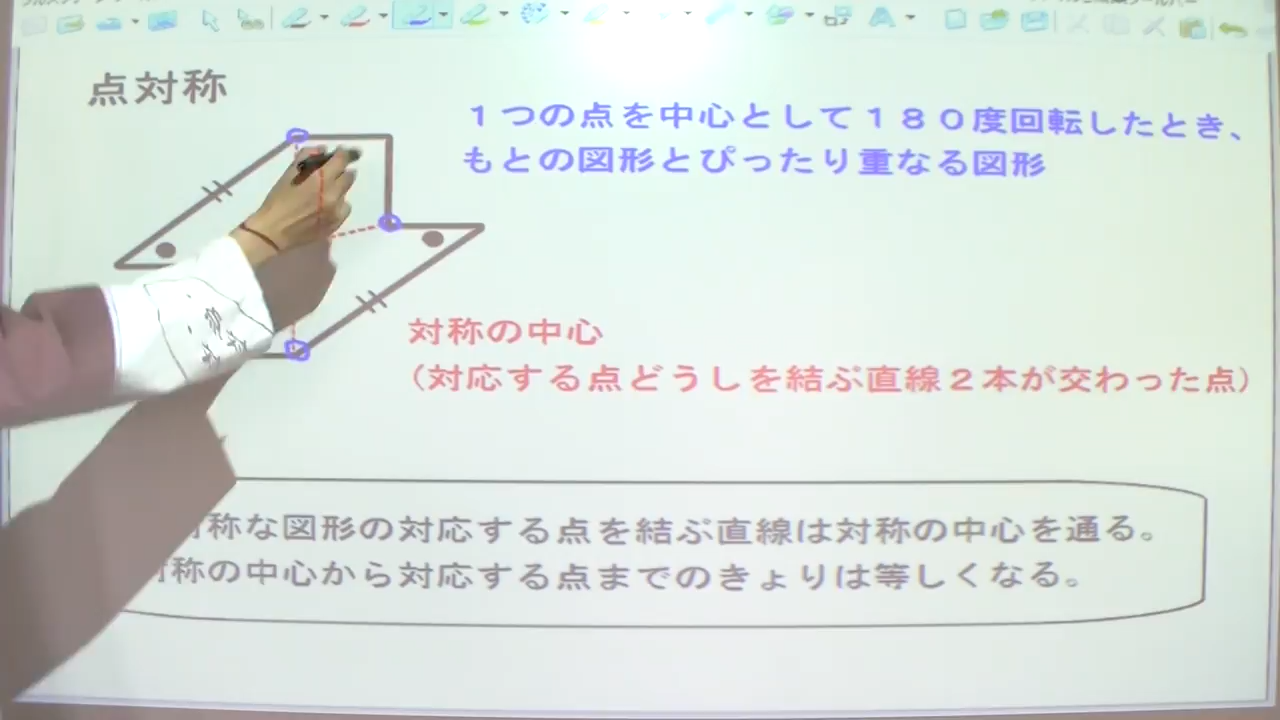 点対称
1つの点を中心として180度回転したとき、
もとの図形とぴったり重なる図形
対称の中心
(対応する点どうしを結ぶ直線2本が交わった点)
称な図形の対応する点を結ぶ直線は対称の中心を通る。
称の中心から対応する点までのきょりは等しくなる。